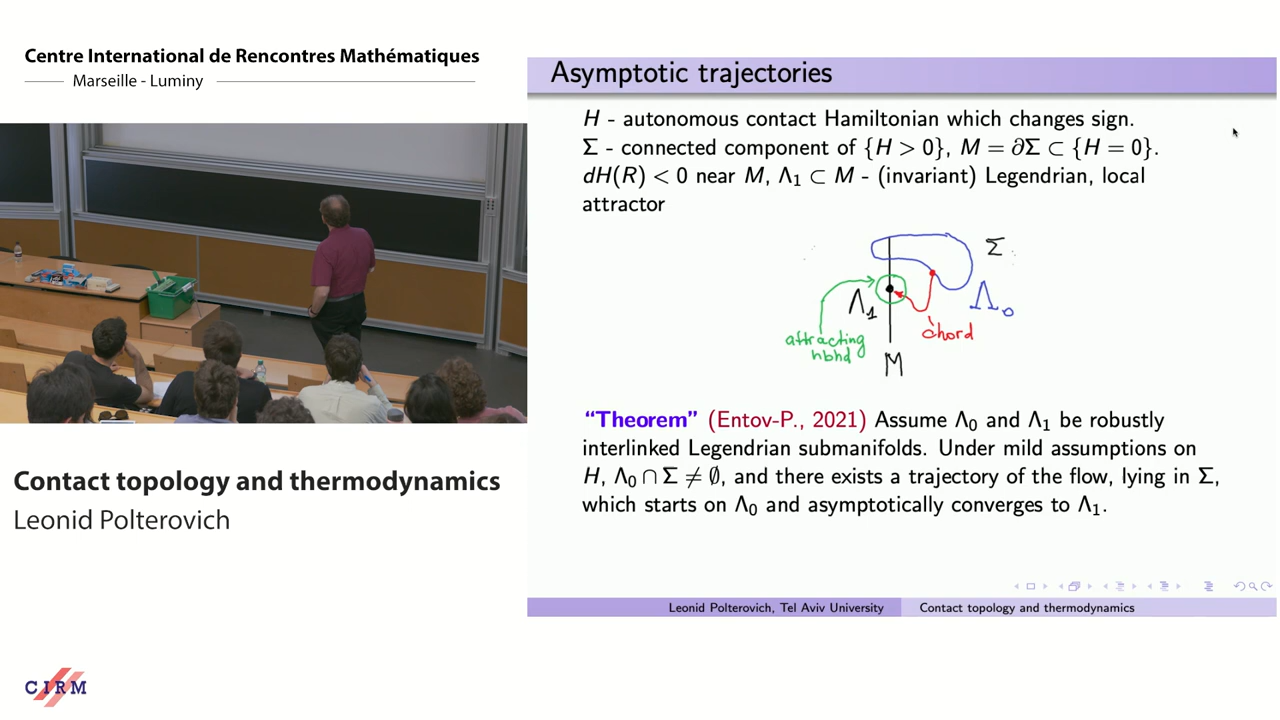 Centre International de Rencontres Mathématiques
Marseille - Luminy
Contact topology and thermodynamics
Leonid Polterovich
CIRM
Asymptotic trajectories
H - autonomous contact Hamiltonian which changes sign.
Σ - connected component of {H > 0}, M = ∂Σ ⊂ {H = 0}.
dH(R) < 0 near M, Λ₁ ⊂ M - (invariant) Legendrian, local
attractor
Σ
Λ₁
Λ₀
attracting
nbhd
chord
M
“Theorem” (Entov-P., 2021) Assume Λ₀ and Λ₁ be robustly
interlinked Legendrian submanifolds. Under mild assumptions on
H, Λ₀ ∩ Σ ≠ ∅, and there exists a trajectory of the flow, lying in Σ,
which starts on Λ₀ and asymptotically converges to Λ₁.
Leonid Polterovich, Tel Aviv University
Contact topology and thermodynamics